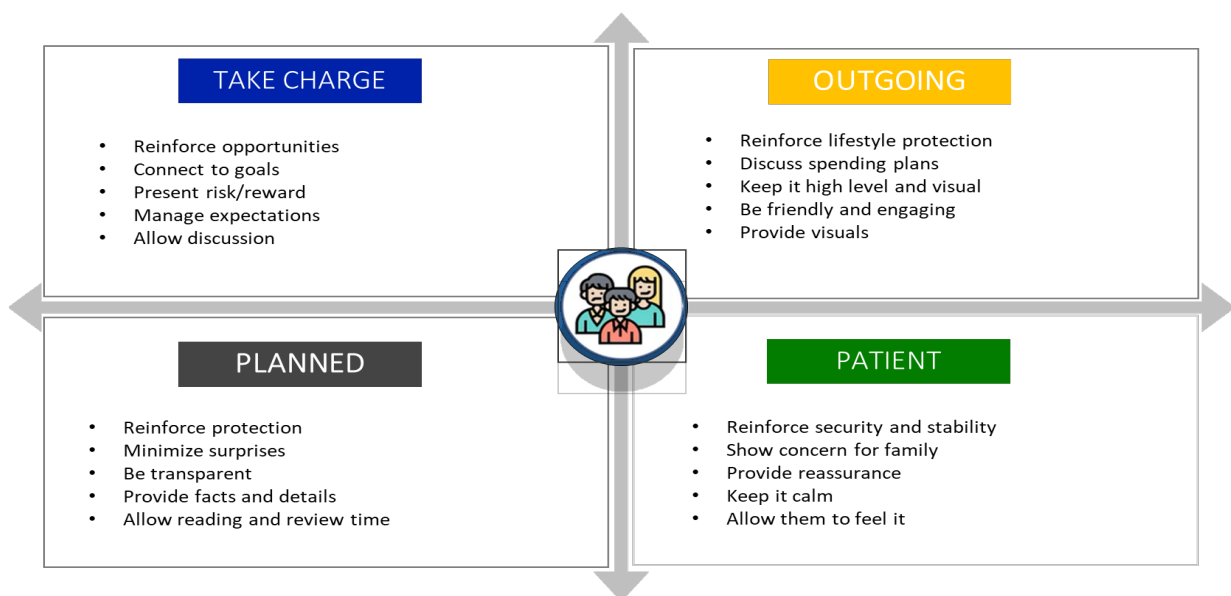 TAKE CHARGE
• Reinforce opportunities
• Connect to goals
• Present risk/reward
• Manage expectations
• Allow discussion
OUTGOING
• Reinforce lifestyle protection
• Discuss spending plans
• Keep it high level and visual
• Be friendly and engaging
• Provide visuals
PLANNED
• Reinforce protection
• Minimize surprises
• Be transparent
• Provide facts and details
• Allow reading and review time
PATIENT
• Reinforce security and stability
• Show concern for family
• Provide reassurance
• Keep it calm
• Allow them to feel it